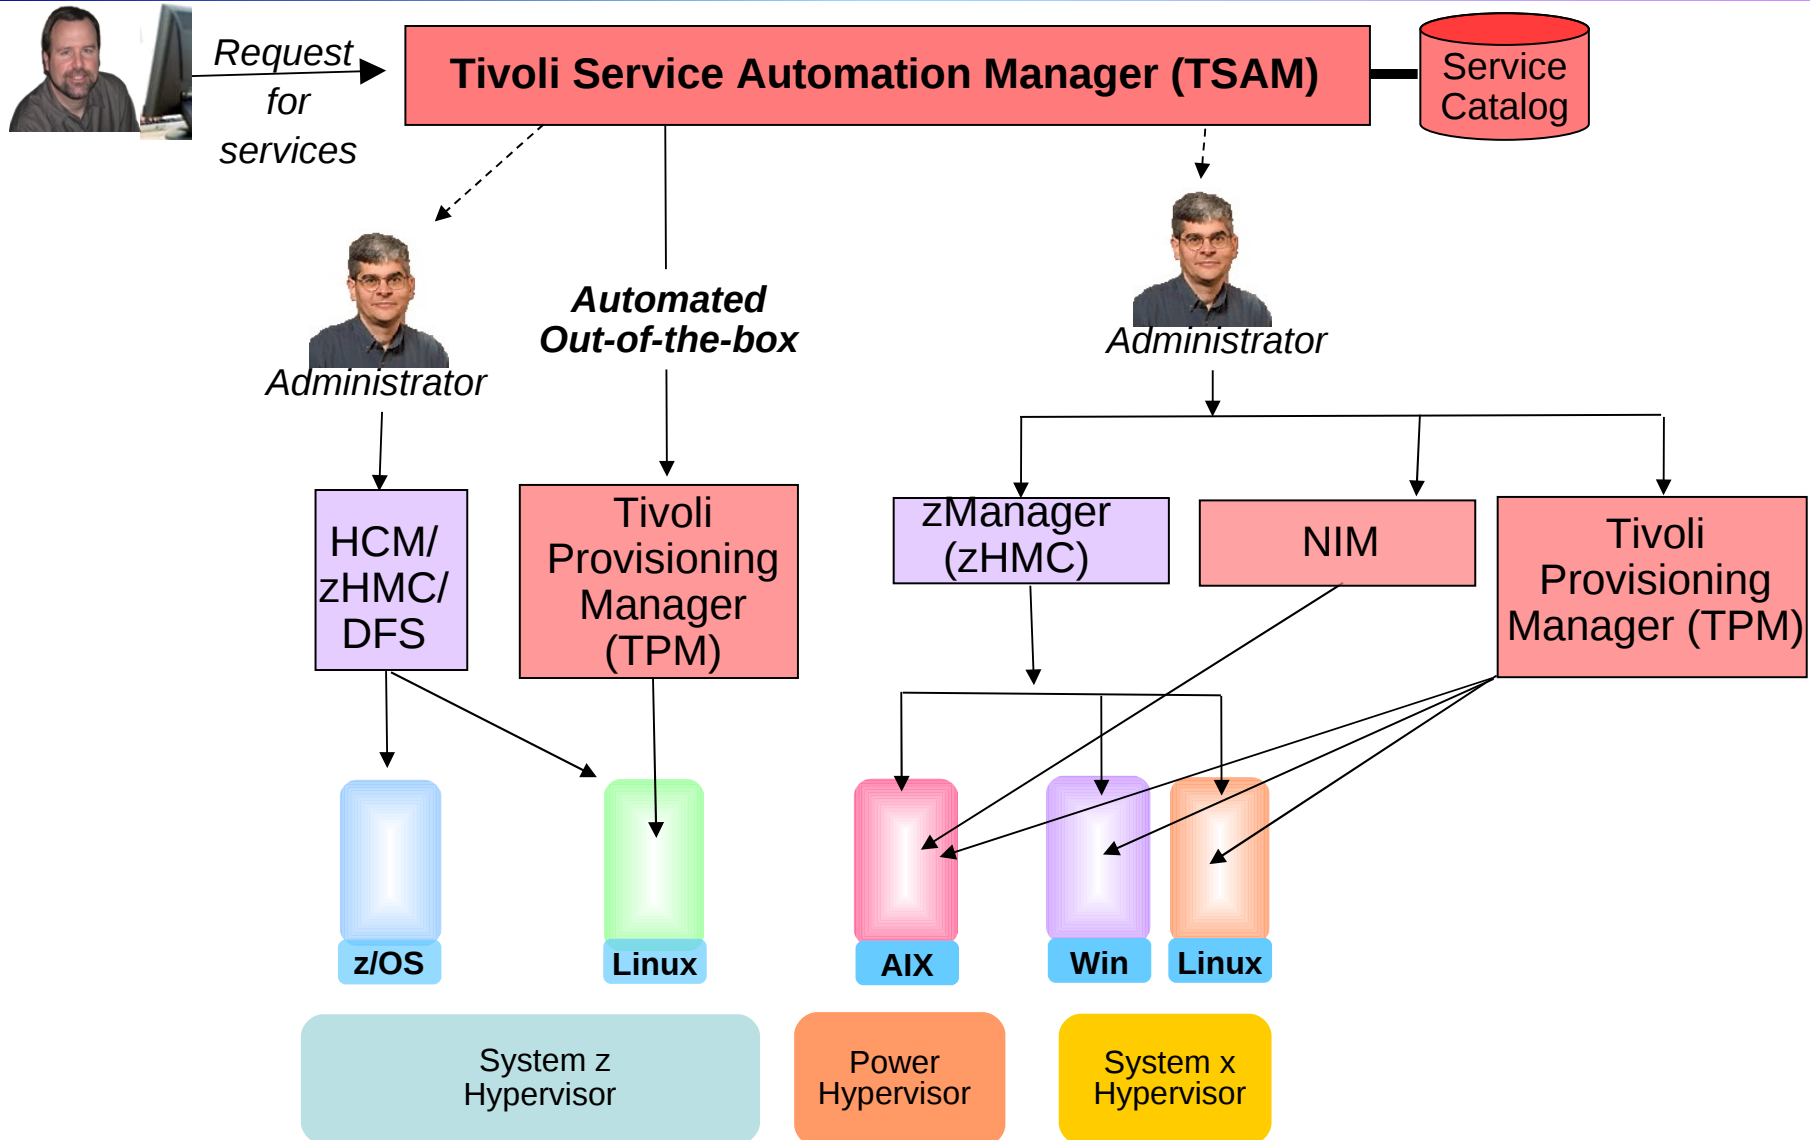 Request
for
services
Tivoli Service Automation Manager (TSAM)
Service
Catalog
Administrator
Automated
Out-of-the-box
Administrator
HCM/
zHMC/
DFS
Tivoli
Provisioning
Manager
(TPM)
zManager
(zHMC)
NIM
Tivoli
Provisioning
Manager (TPM)
z/OS
Linux
AIX
Win
Linux
System z
Hypervisor
Power
Hypervisor
System x
Hypervisor